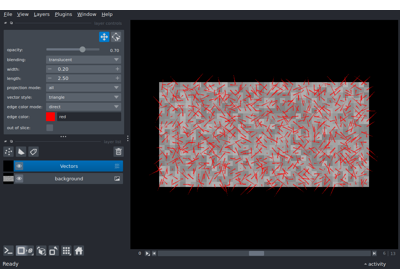 File View Layers Plugins Window Help
layer controls
opacity: 0.70
blending: translucent
width: 0.20
length: 2.50
projection mode: all
vector style: triangle
edge color mode: direct
edge color: red
out of slice:
layer list
Vectors
background
Ready
activity